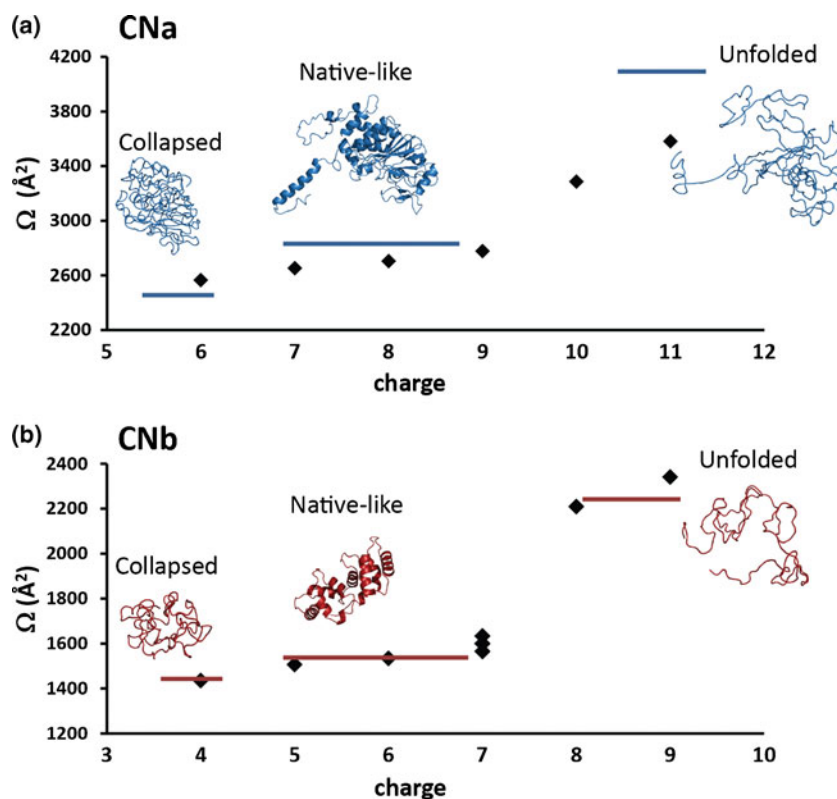 (a) CNa
4200
3800
3400
3000
2600
2200
Ω (Å²)
Collapsed
Native-like
Unfolded
5 6 7 8 9 10 11 12
charge
(b) CNb
2400
2200
2000
1800
1600
1400
1200
Ω (Å²)
Collapsed
Native-like
Unfolded
3 4 5 6 7 8 9 10
charge